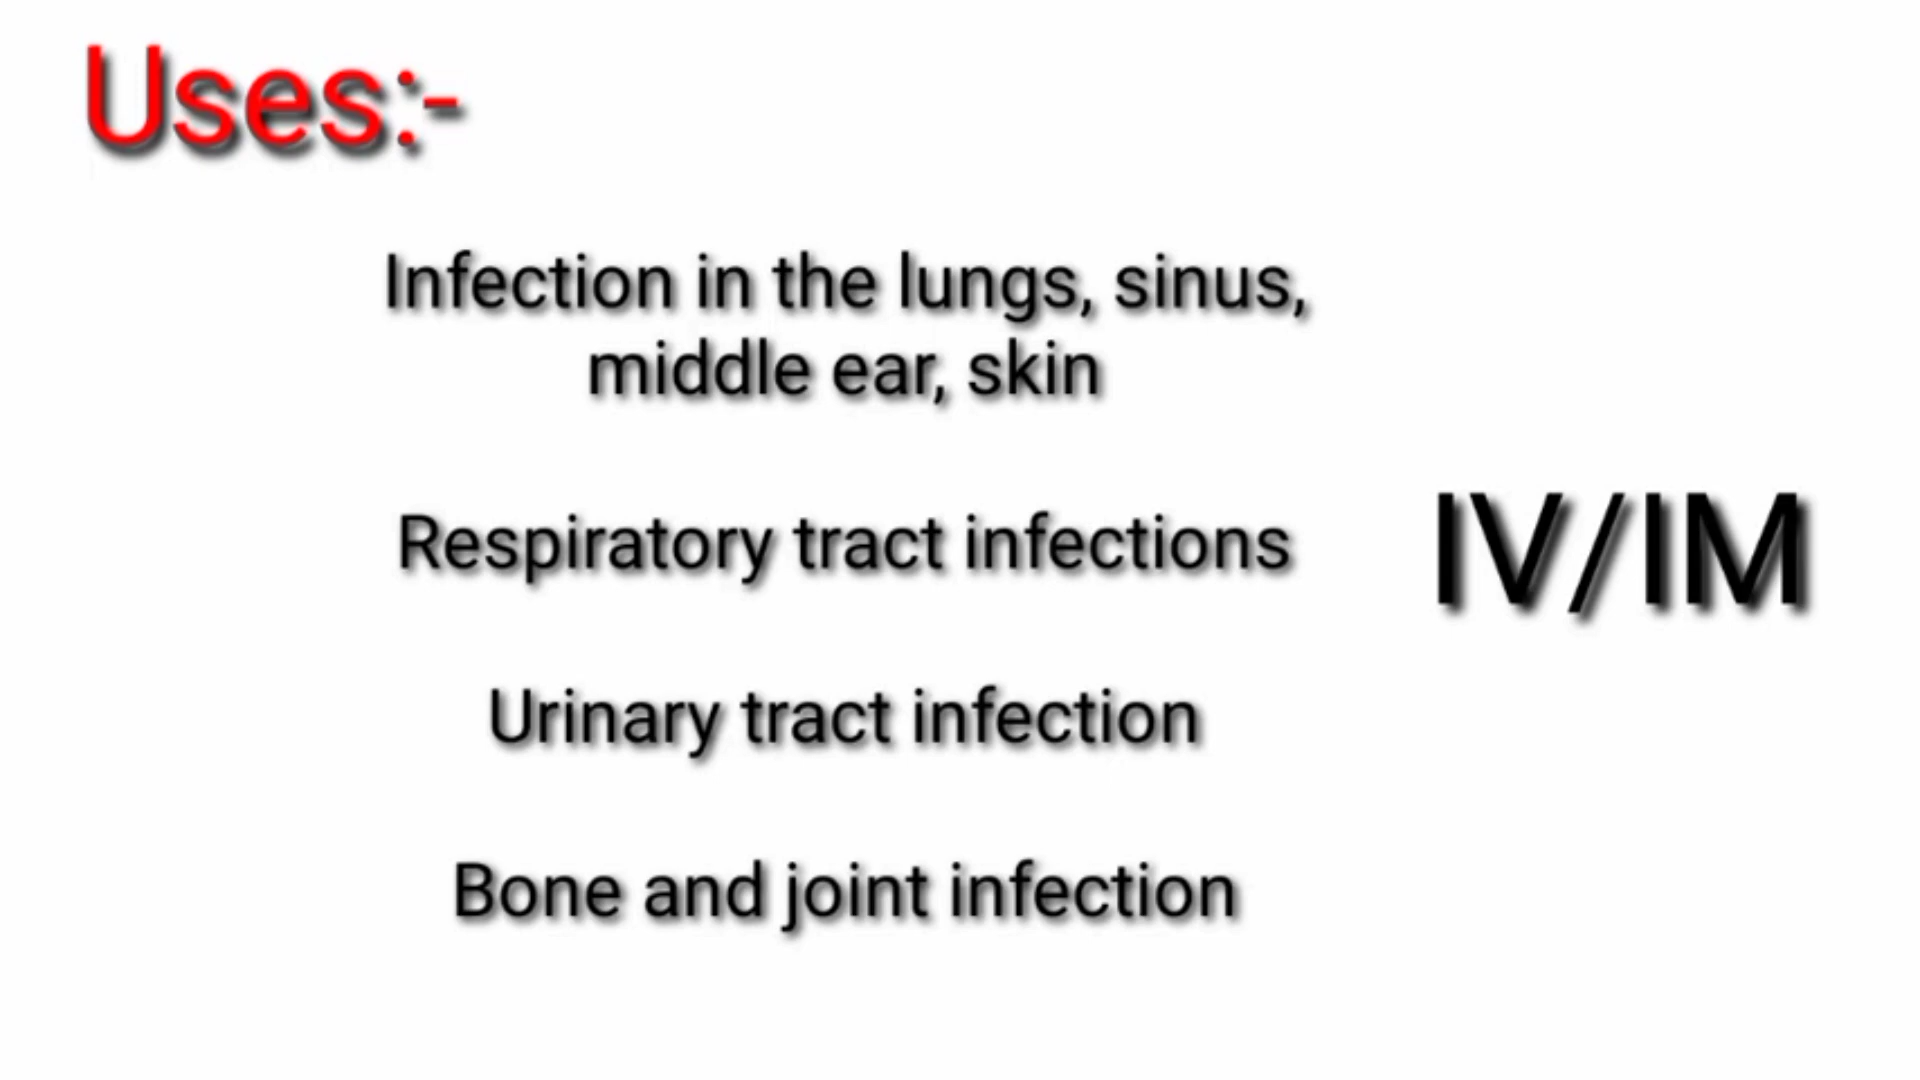 Uses:-
Infection in the lungs, sinus,
middle ear, skin
Respiratory tract infections
IV/IM
Urinary tract infection
Bone and joint infection